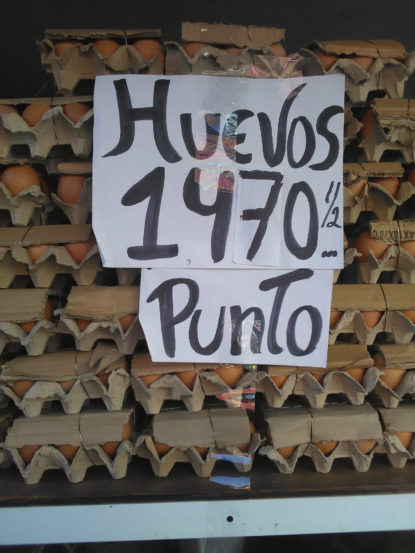 Huevos
1470 1/2
...
Punto